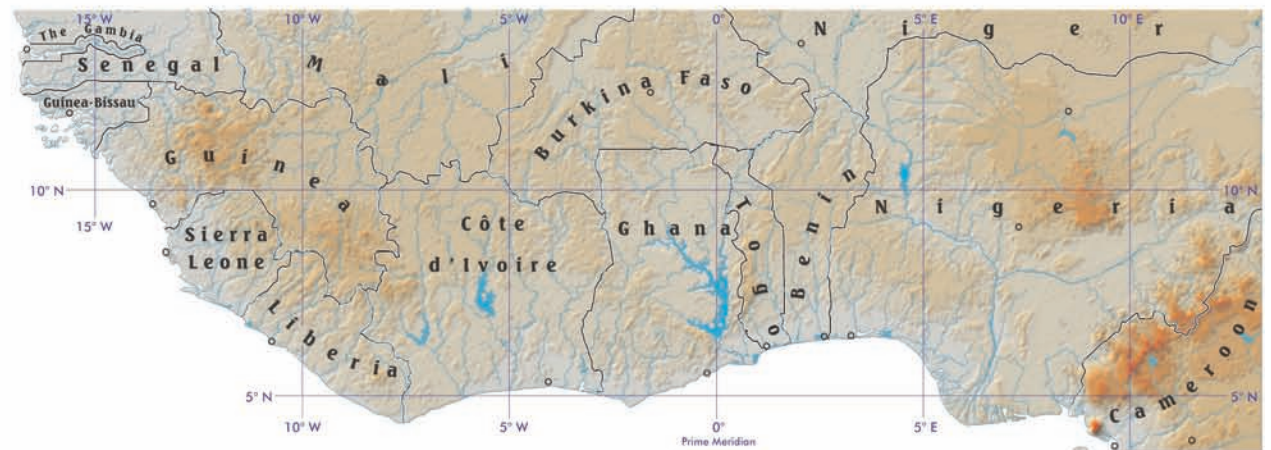 15° W
10° W
5° W
0°
5° E
10° E
The Gambia
Senegal
Mali
Niger
Guinea-Bissau
Burkina Faso
Guinea
10° N
10° N
15° W
Sierra
Leone
Côte
d'Ivoire
Ghana
Togo
Benin
Nigeria
Liberia
Cameroon
5° N
5° N
10° W
5° W
0°
5° E
10° E
Prime Meridian